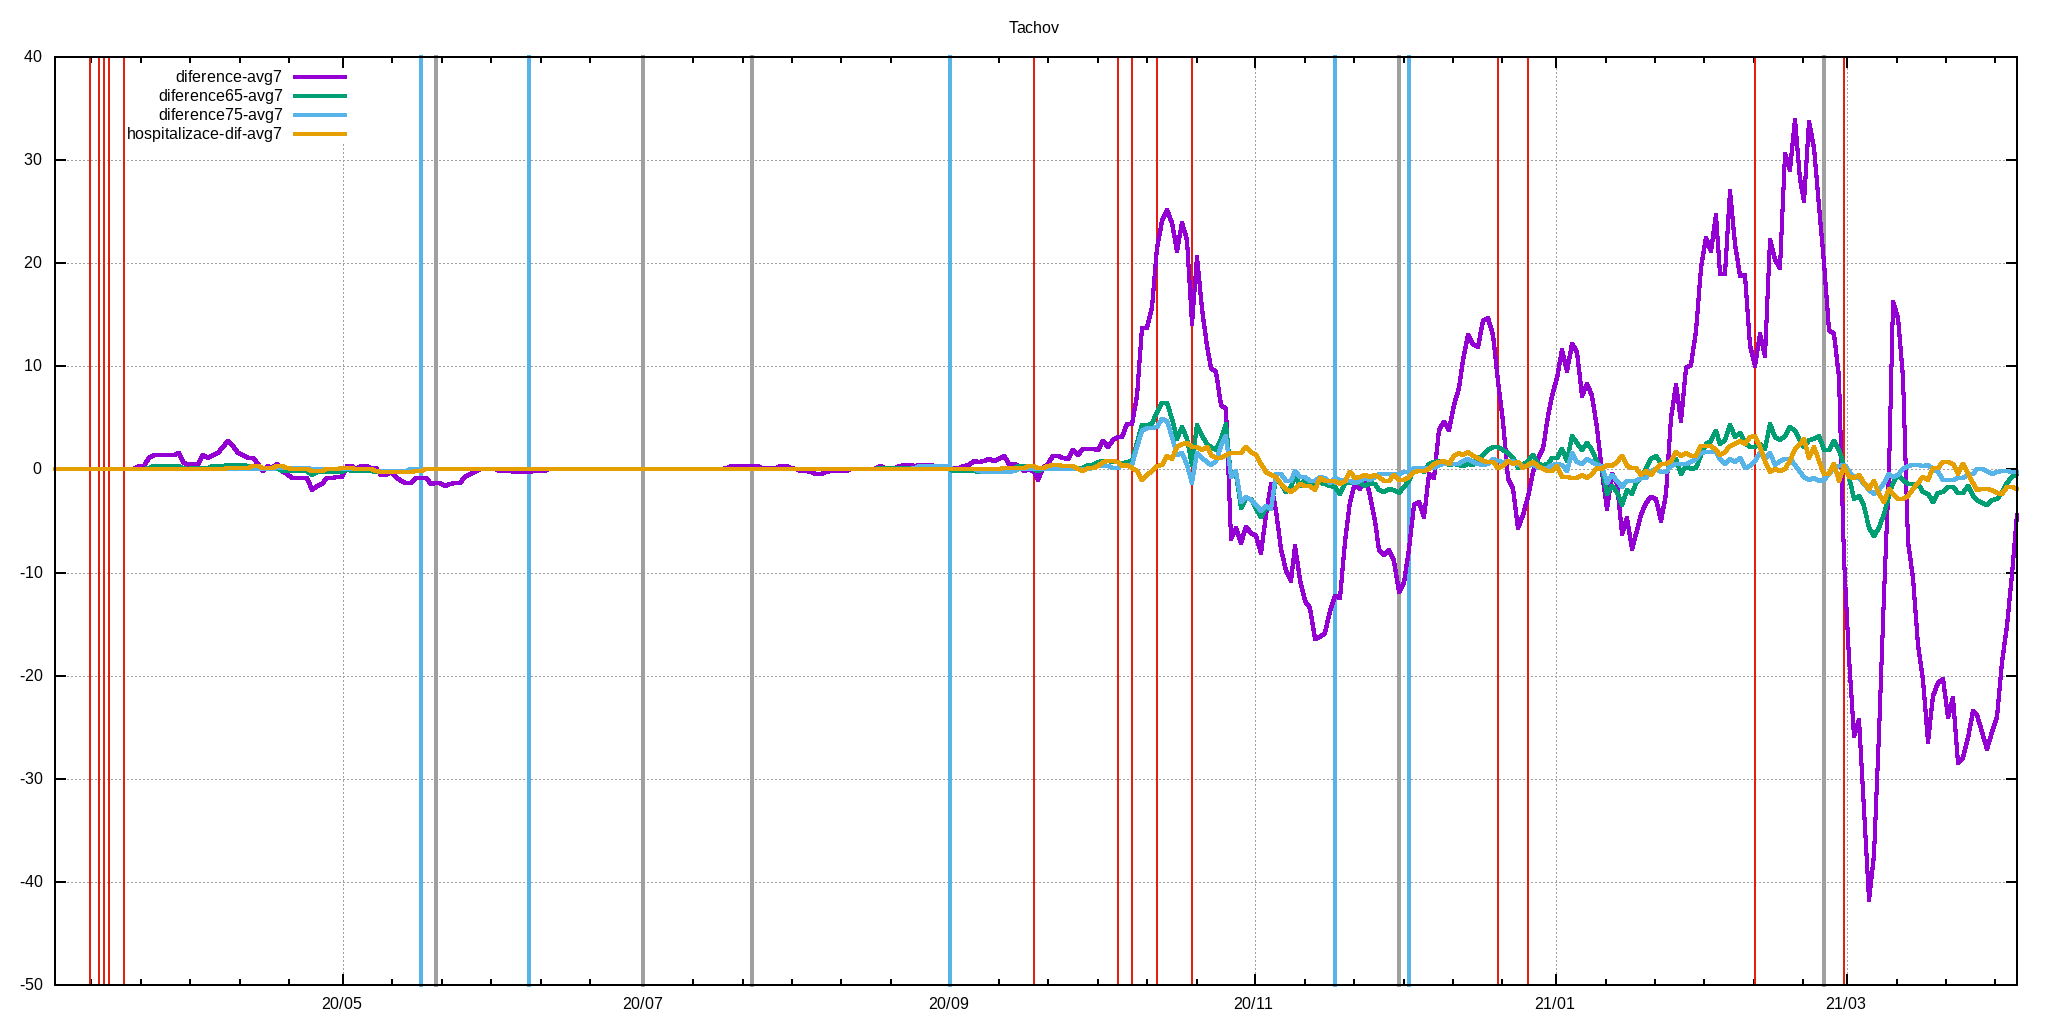 Tachov
40
diference-avg7
diference65-avg7
diference75-avg7
hospitalizace-dif-avg7
30
20
10
0
-10
-20
-30
-40
-50
20/05 20/07 20/09 20/11 21/01 21/03